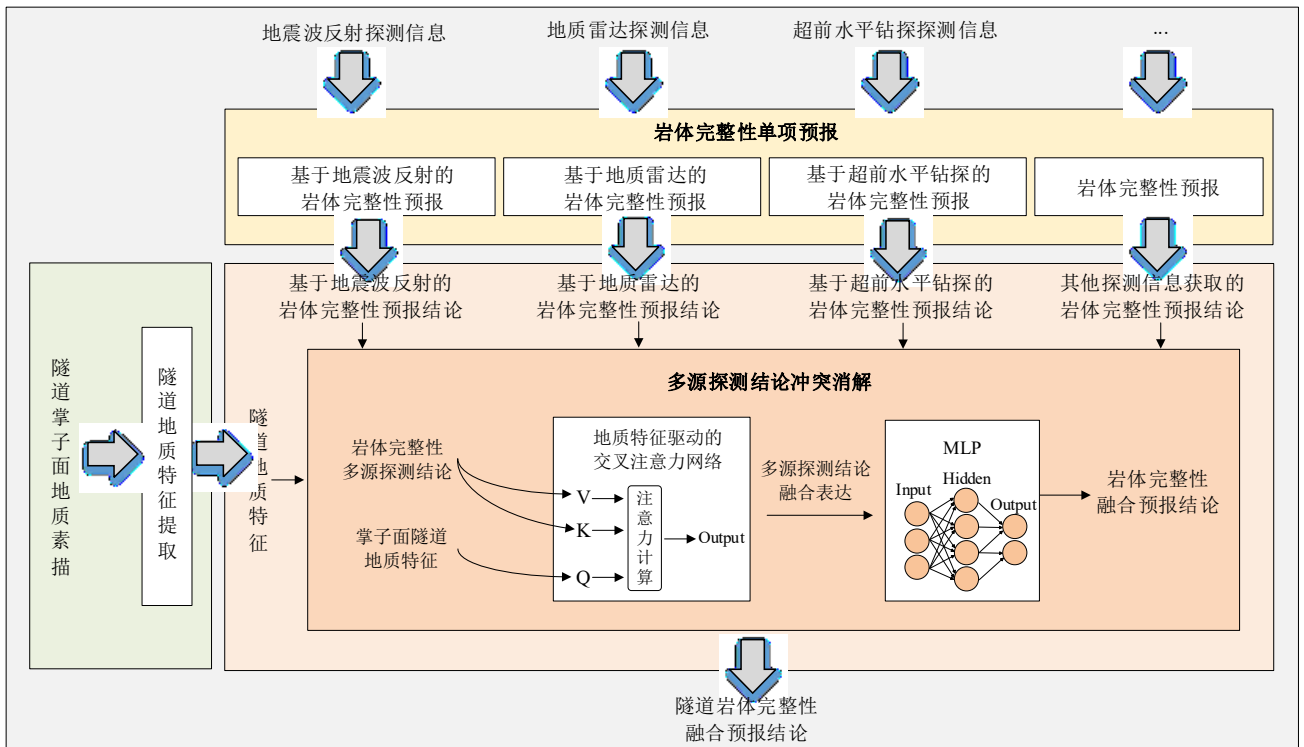 地震波反射探测信息
地质雷达探测信息
超前水平钻探探测信息
...
岩体完整性单项预报
基于地震波反射的
岩体完整性预报
基于地质雷达的
岩体完整性预报
基于超前水平钻探的
岩体完整性预报
岩体完整性预报
基于地震波反射的
岩体完整性预报结论
基于地质雷达的
岩体完整性预报结论
基于超前水平钻探的
岩体完整性预报结论
其他探测信息获取的
岩体完整性预报结论
隧道掌子面地质素描
隧道地质特征提取
隧道地质特征
多源探测结论冲突消解
岩体完整性
多源探测结论
掌子面隧道
地质特征
地质特征驱动的
交叉注意力网络
V
K
Q
注意力计算
Output
多源探测结论
融合表达
MLP
Input
Hidden
Output
岩体完整性
融合预报结论
隧道岩体完整性
融合预报结论